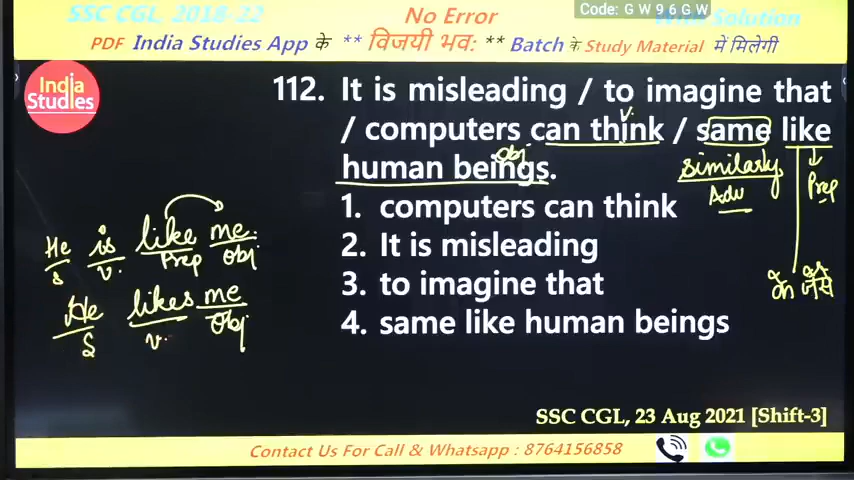 SSC CGL, 2018-22
No Error
Code: G W 9 6 G W
Solution
PDF India Studies App के ** विजयी भव: ** Batch के Study Material में मिलेगी
India
Studies
112. It is misleading / to imagine that
/ computers can think / same like
human beings.
v.
obj
similarly
Adv
Prep
1. computers can think
2. It is misleading
3. to imagine that
4. same like human beings
He is like me.
s v. Prep Obj
He likes me
S v. Obj
जैसे
SSC CGL, 23 Aug 2021 [Shift-3]
Contact Us For Call & Whatsapp : 8764156858